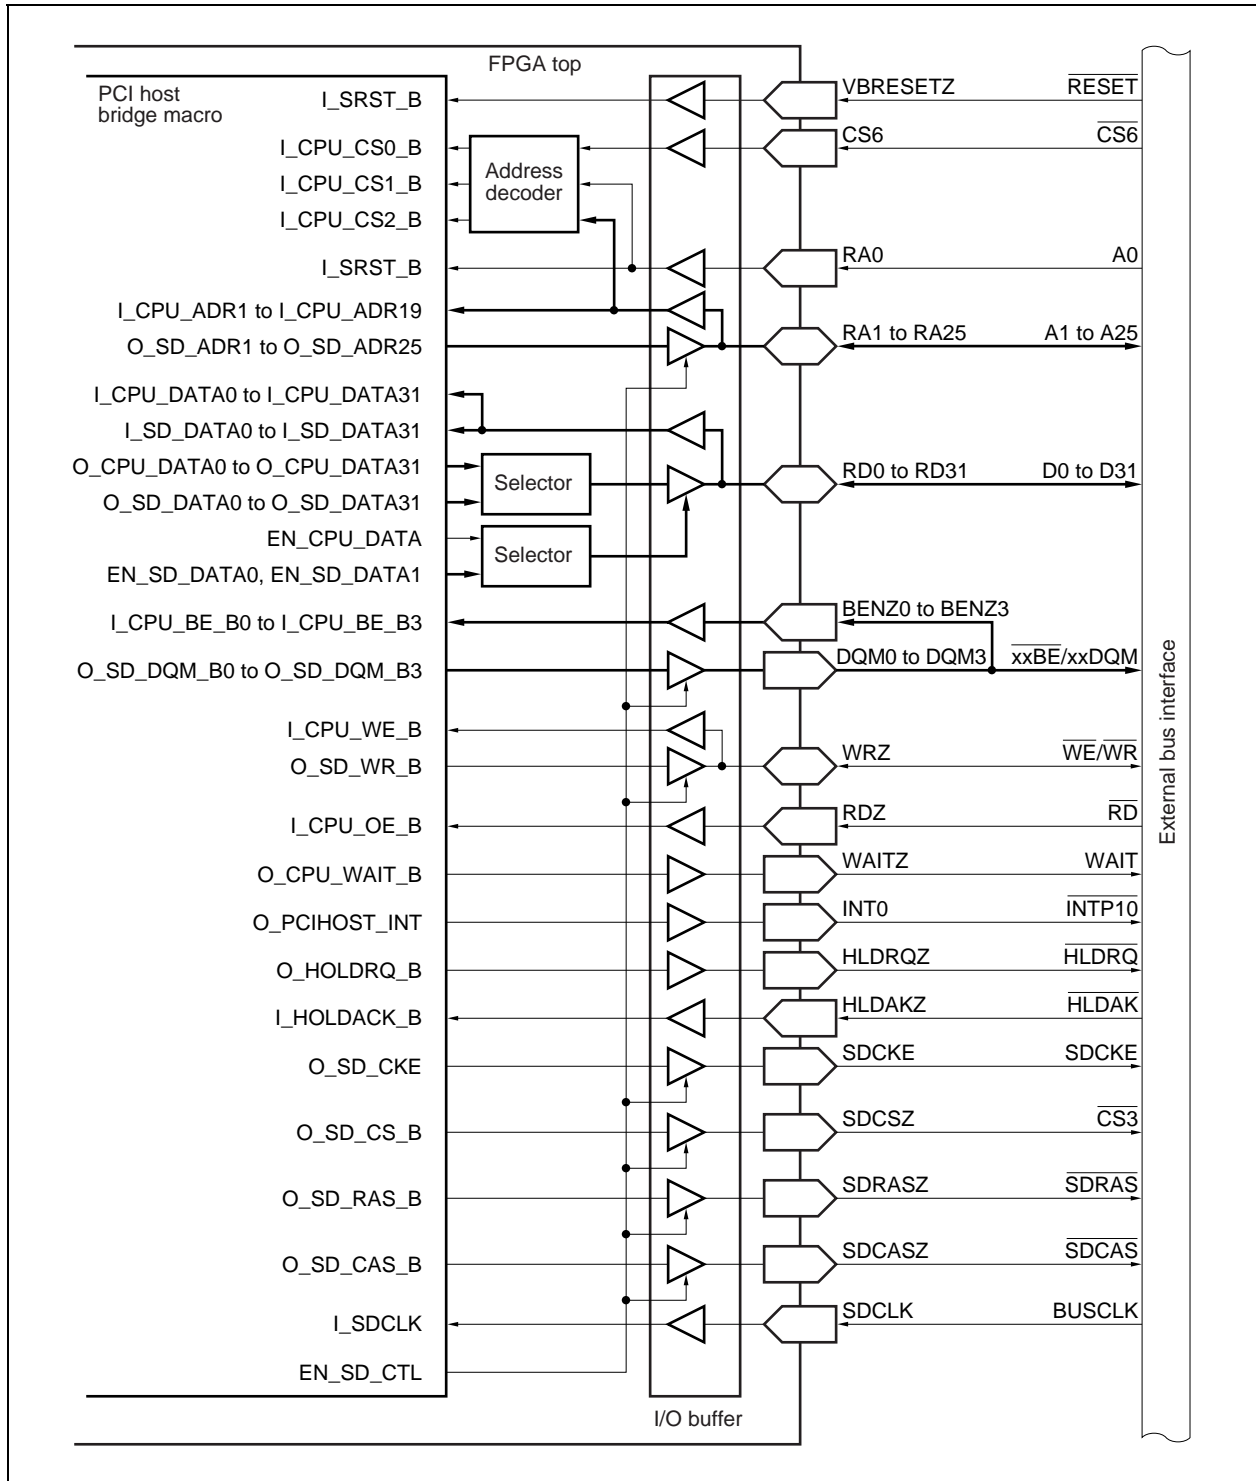 FPGA top
PCI host
bridge macro
I_SRST_B VBRESETZ RESET
I_CPU_CS0_B CS6 CS6
Address
decoder
I_CPU_CS1_B
I_CPU_CS2_B
I_SRST_B RA0 A0
I_CPU_ADR1 to I_CPU_ADR19
O_SD_ADR1 to O_SD_ADR25 RA1 to RA25 A1 to A25
I_CPU_DATA0 to I_CPU_DATA31
I_SD_DATA0 to I_SD_DATA31
O_CPU_DATA0 to O_CPU_DATA31
Selector RD0 to RD31 D0 to D31
O_SD_DATA0 to O_SD_DATA31
EN_CPU_DATA
Selector
EN_SD_DATA0, EN_SD_DATA1
I_CPU_BE_B0 to I_CPU_BE_B3 BENZ0 to BENZ3
O_SD_DQM_B0 to O_SD_DQM_B3 DQM0 to DQM3 xxBE/xxDQM
I_CPU_WE_B
O_SD_WR_B WRZ WE/WR
I_CPU_OE_B RDZ RD
O_CPU_WAIT_B WAITZ WAIT
O_PCIHOST_INT INT0 INTP10
O_HOLDRQ_B HLDRQZ HLDRQ
I_HOLDACK_B HLDAKZ HLDAK
O_SD_CKE SDCKE SDCKE
O_SD_CS_B SDCSZ CS3
O_SD_RAS_B SDRASZ SDRAS
O_SD_CAS_B SDCASZ SDCAS
I_SDCLK SDCLK BUSCLK
EN_SD_CTL
I/O buffer
External bus interface